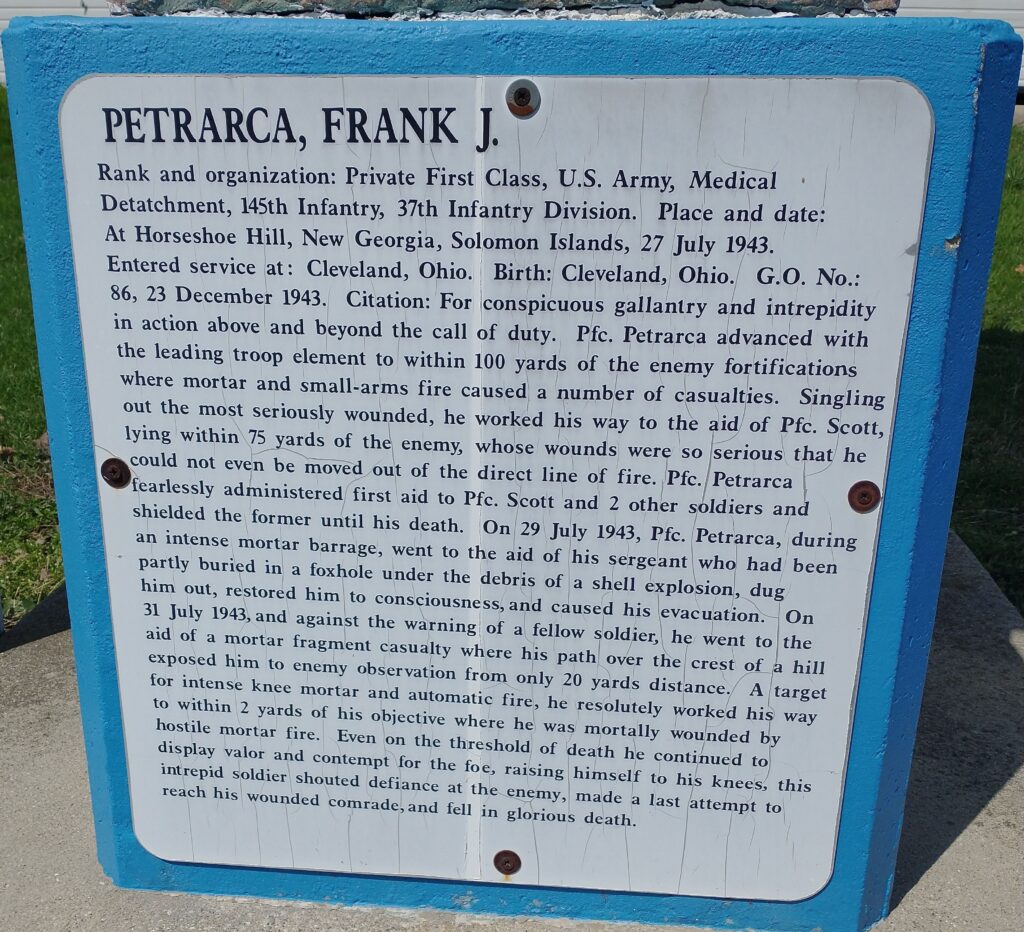 PETRARCA, FRANK J.
Rank and organization: Private First Class, U.S. Army, Medical
Detatchment, 145th Infantry, 37th Infantry Division. Place and date:
At Horseshoe Hill, New Georgia, Solomon Islands, 27 July 1943.
Entered service at: Cleveland, Ohio. Birth: Cleveland, Ohio. G.O. No.:
86, 23 December 1943. Citation: For conspicuous gallantry and intrepidity
in action above and beyond the call of duty. Pfc. Petrarca advanced with
the leading troop element to within 100 yards of the enemy fortifications
where mortar and small-arms fire caused a number of casualties. Singling
out the most seriously wounded, he worked his way to the aid of Pfc. Scott,
lying within 75 yards of the enemy, whose wounds were so serious that he
could not even be moved out of the direct line of fire. Pfc. Petrarca
fearlessly administered first aid to Pfc. Scott and 2 other soldiers and
shielded the former until his death. On 29 July 1943, Pfc. Petrarca, during
an intense mortar barrage, went to the aid of his sergeant who had been
partly buried in a foxhole under the debris of a shell explosion, dug
him out, restored him to consciousness, and caused his evacuation. On
31 July 1943, and against the warning of a fellow soldier, he went to the
aid of a mortar fragment casualty where his path over the crest of a hill
exposed him to enemy observation from only 20 yards distance. A target
for intense knee mortar and automatic fire, he resolutely worked his way
to within 2 yards of his objective where he was mortally wounded by
hostile mortar fire. Even on the threshold of death he continued to
display valor and contempt for the foe, raising himself to his knees, this
intrepid soldier shouted defiance at the enemy, made a last attempt to
reach his wounded comrade, and fell in glorious death.